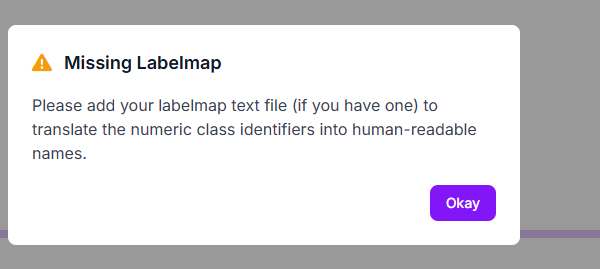 Missing Labelmap
Please add your labelmap text file (if you have one) to
translate the numeric class identifiers into human-readable
names.
Okay